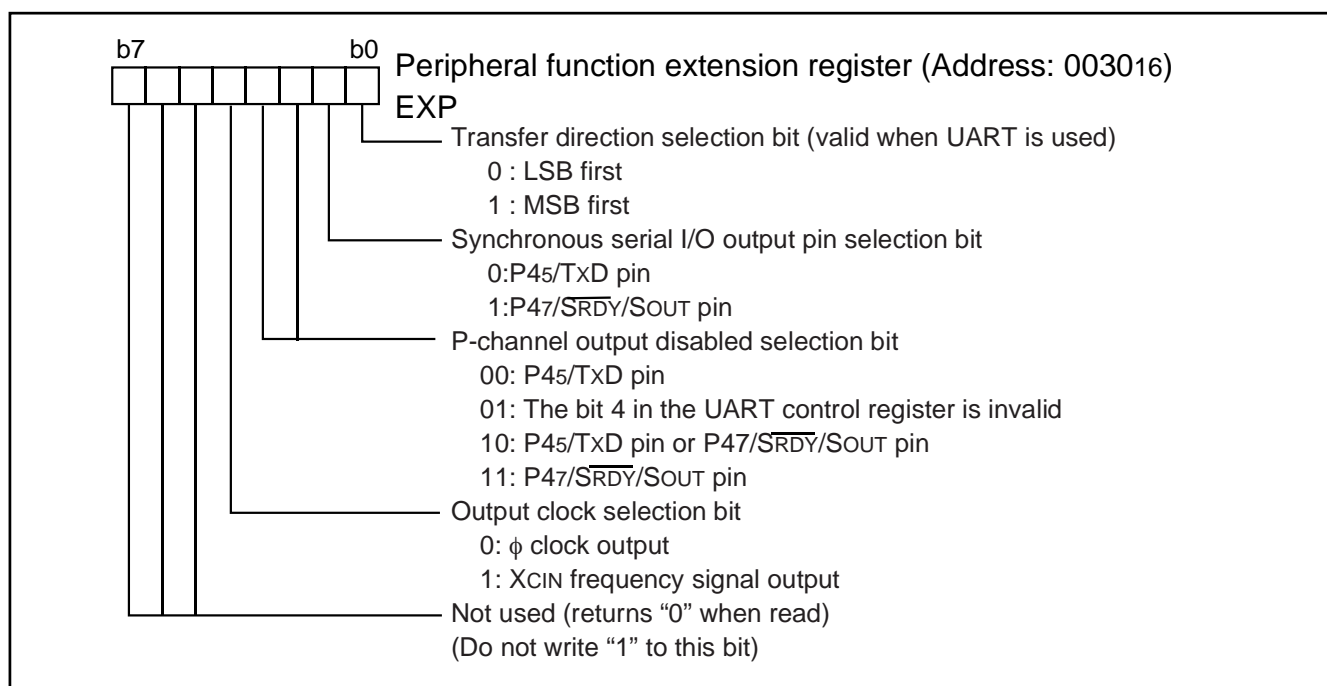 b7 b0
Peripheral function extension register (Address: 003016)
EXP
Transfer direction selection bit (valid when UART is used)
0 : LSB first
1 : MSB first
Synchronous serial I/O output pin selection bit
0:P45/TXD pin
1:P47/SRDY/SOUT pin
P-channel output disabled selection bit
00: P45/TXD pin
01: The bit 4 in the UART control register is invalid
10: P45/TXD pin or P47/SRDY/SOUT pin
11: P47/SRDY/SOUT pin
Output clock selection bit
0: ϕ clock output
1: XCIN frequency signal output
Not used (returns “0” when read)
(Do not write “1” to this bit)